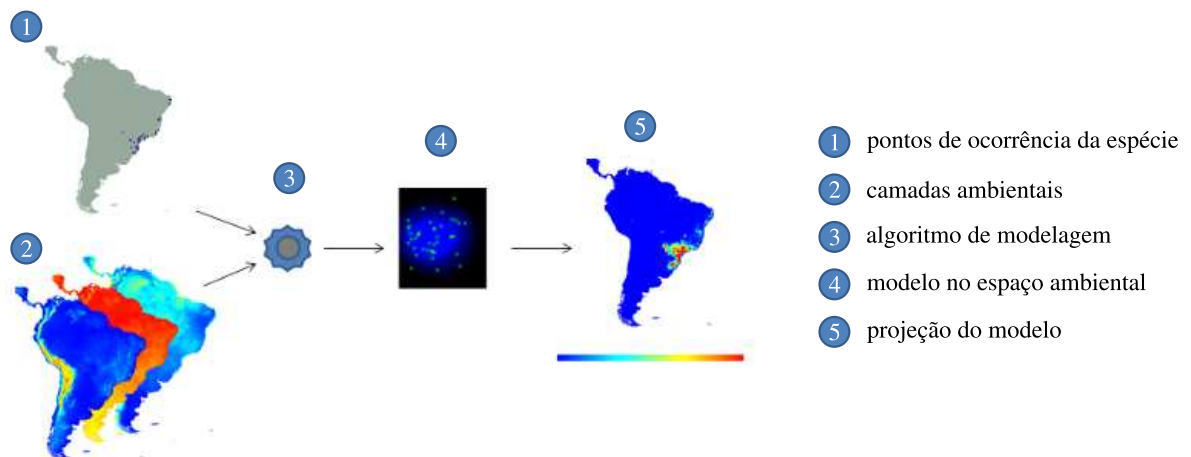 1
2
3
4
5
1 pontos de ocorrência da espécie
2 camadas ambientais
3 algoritmo de modelagem
4 modelo no espaço ambiental
5 projeção do modelo